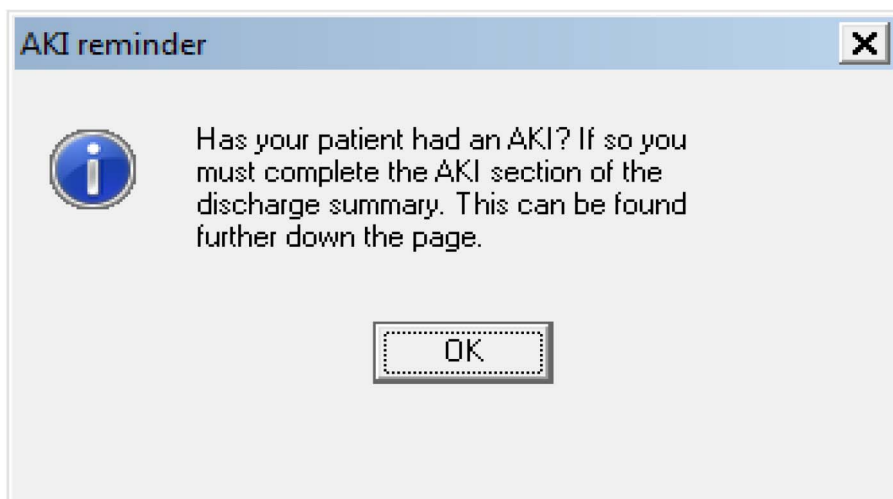 AKI reminder
Has your patient had an AKI? If so you
must complete the AKI section of the
discharge summary. This can be found
further down the page.
OK